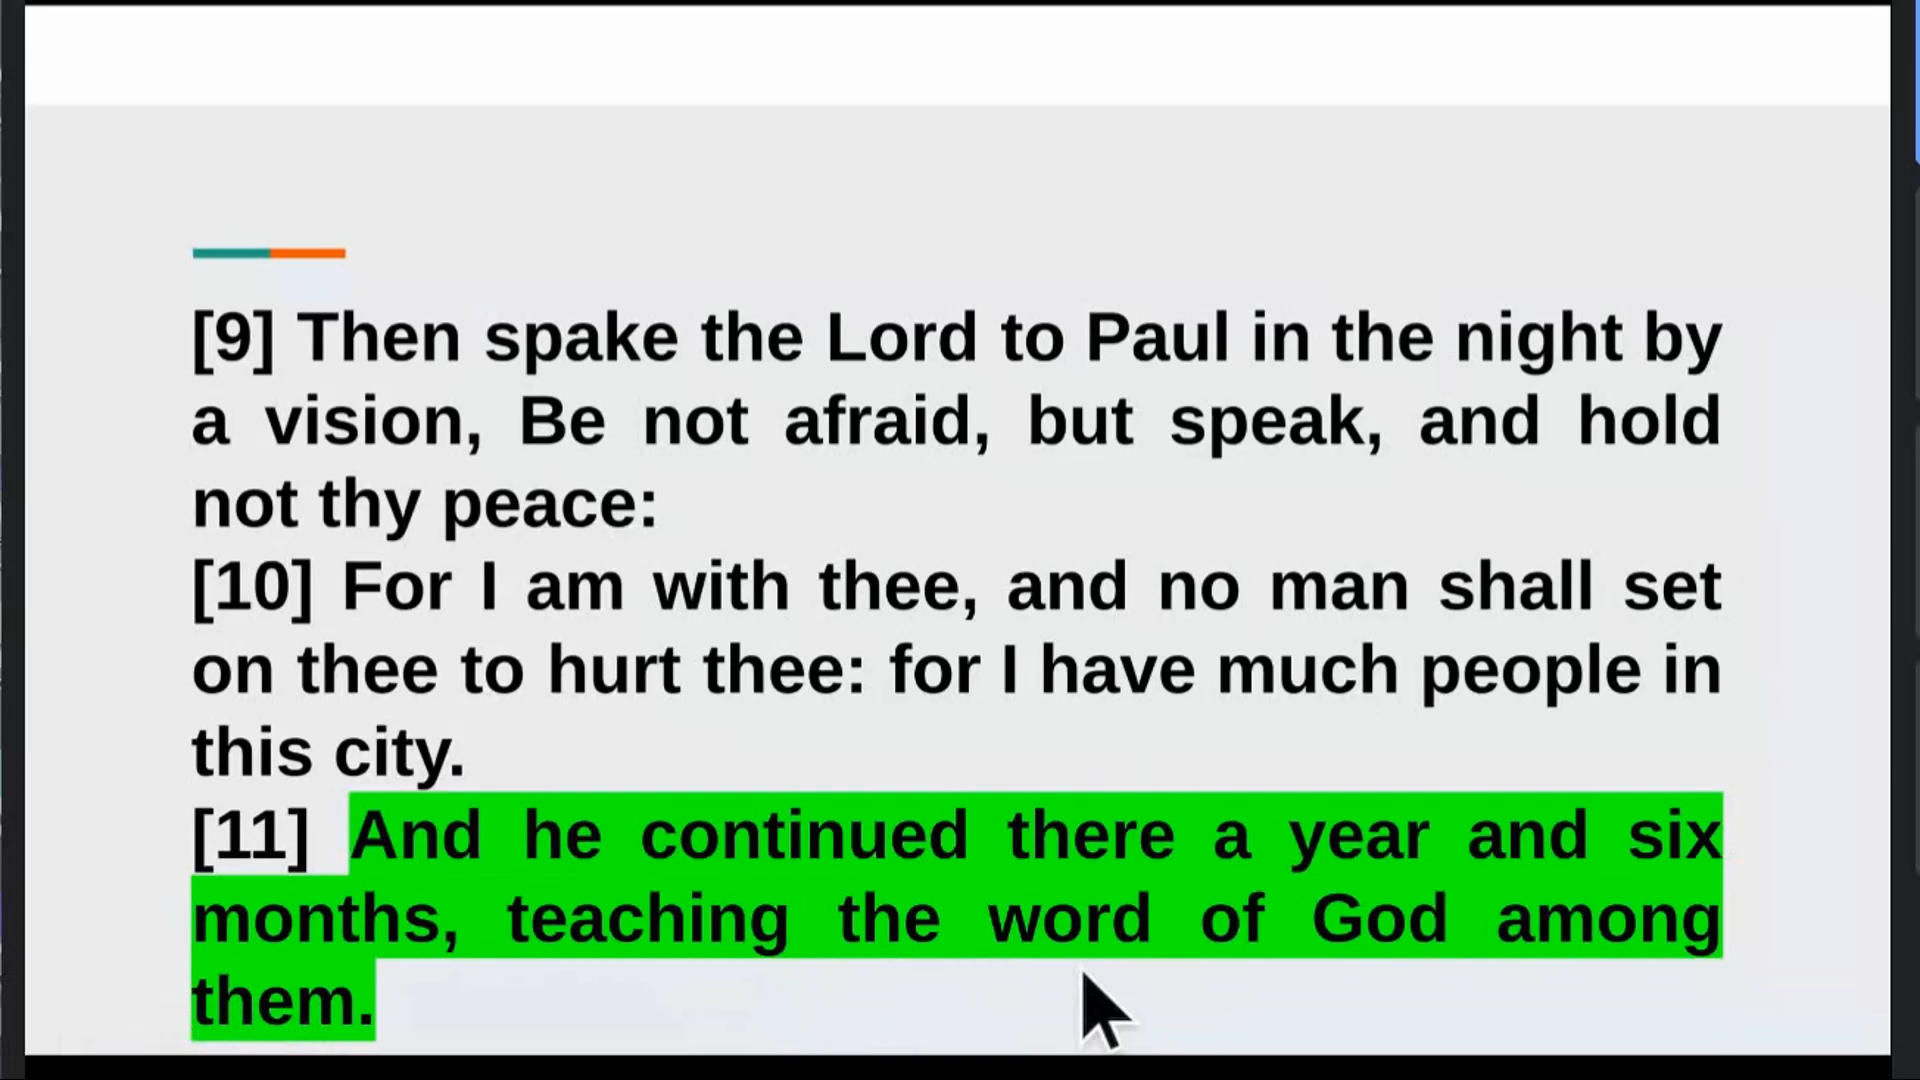 [9] Then spake the Lord to Paul in the night by
a vision, Be not afraid, but speak, and hold
not thy peace:
[10] For I am with thee, and no man shall set
on thee to hurt thee: for I have much people in
this city.
[11] And he continued there a year and six
months, teaching the word of God among
them.